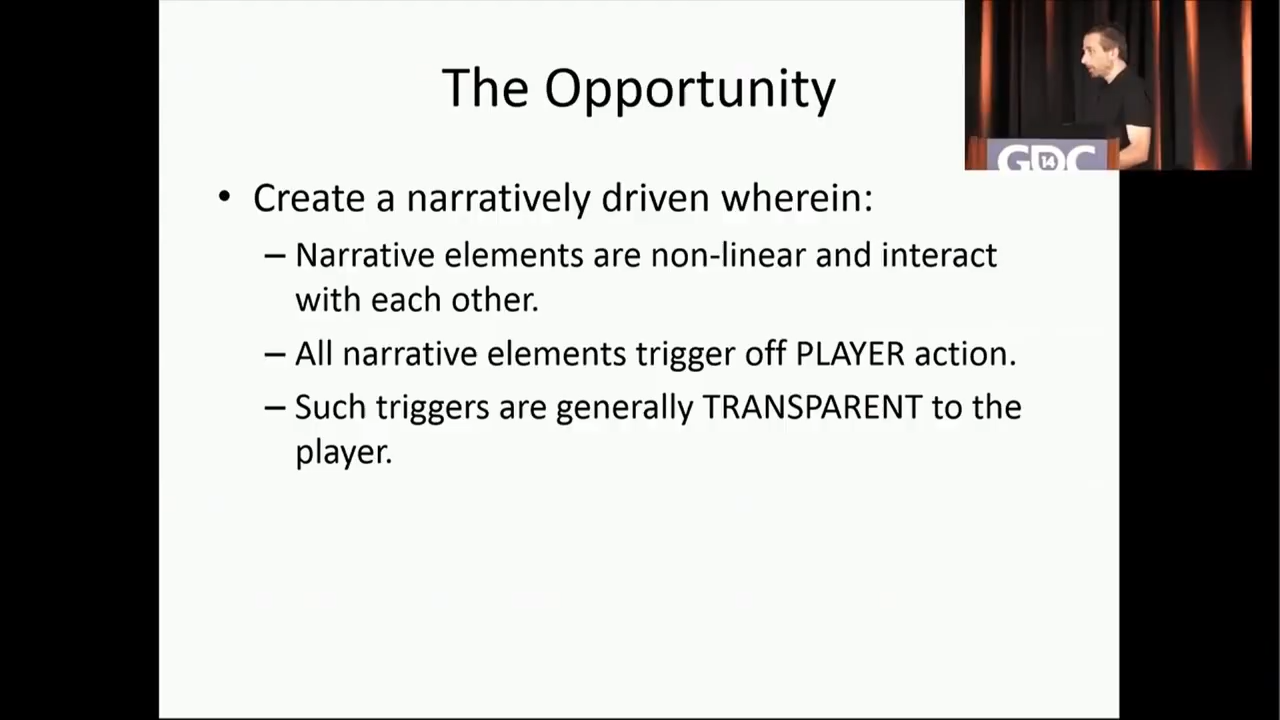 The Opportunity
GDC
14
• Create a narratively driven wherein:
– Narrative elements are non-linear and interact
with each other.
– All narrative elements trigger off PLAYER action.
– Such triggers are generally TRANSPARENT to the
player.